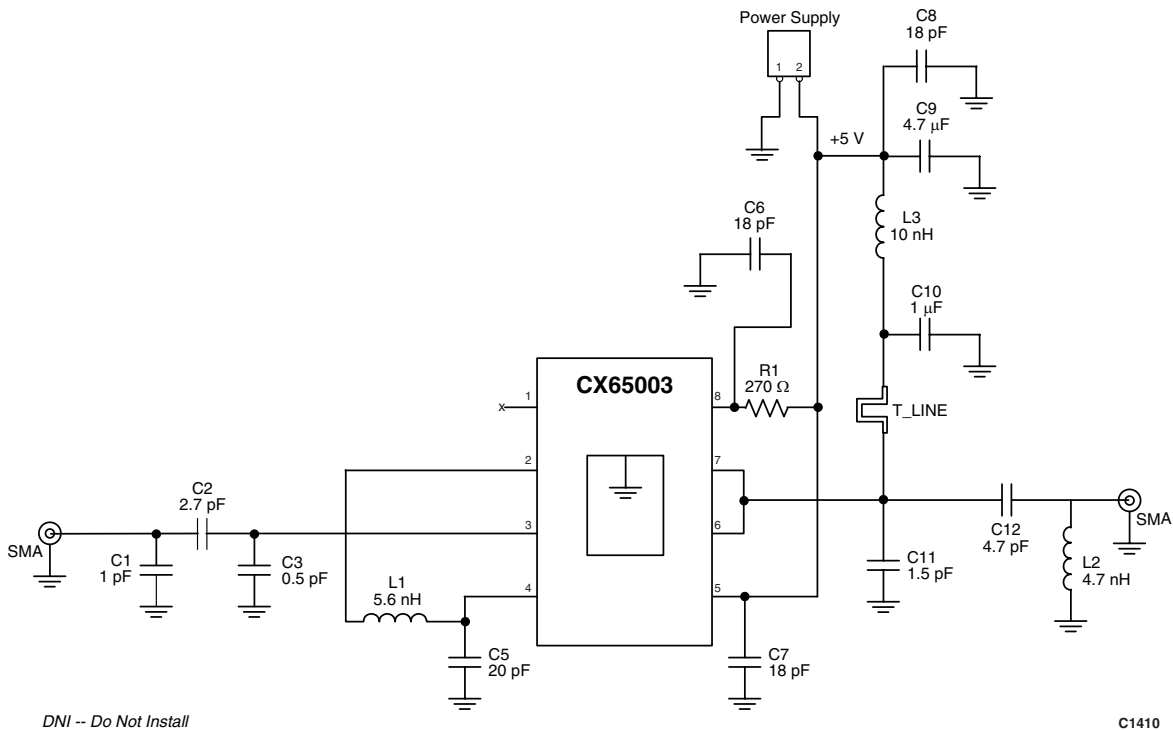 Power Supply
1 2
C8
18 pF
C9
4.7 μF
+5 V
C6
18 pF
L3
10 nH
C10
1 μF
CX65003
R1
270 Ω
T_LINE
x
1
8
2
7
3
6
4
5
C2
2.7 pF
SMA
C1
1 pF
C3
0.5 pF
L1
5.6 nH
C5
20 pF
C7
18 pF
C11
1.5 pF
C12
4.7 pF
L2
4.7 nH
SMA
DNI -- Do Not Install
C1410